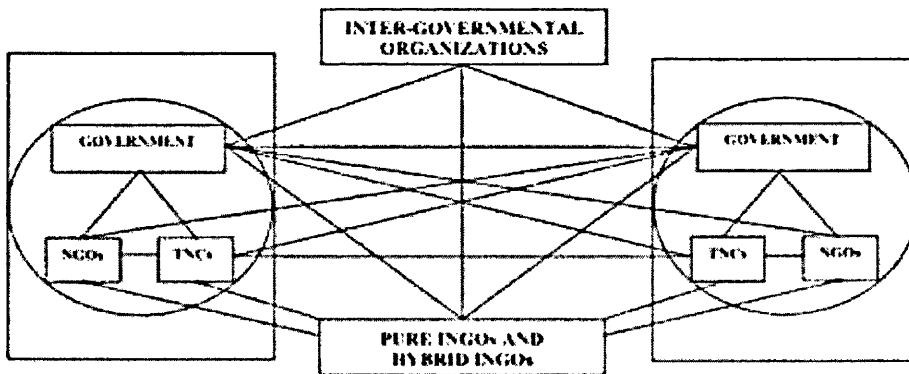 INTER-GOVERNMENTAL
ORGANIZATIONS
GOVERNMENT
GOVERNMENT
NGOs
TNCs
TNCs
NGOs
PURE INGOs AND
HYBRID INGOs